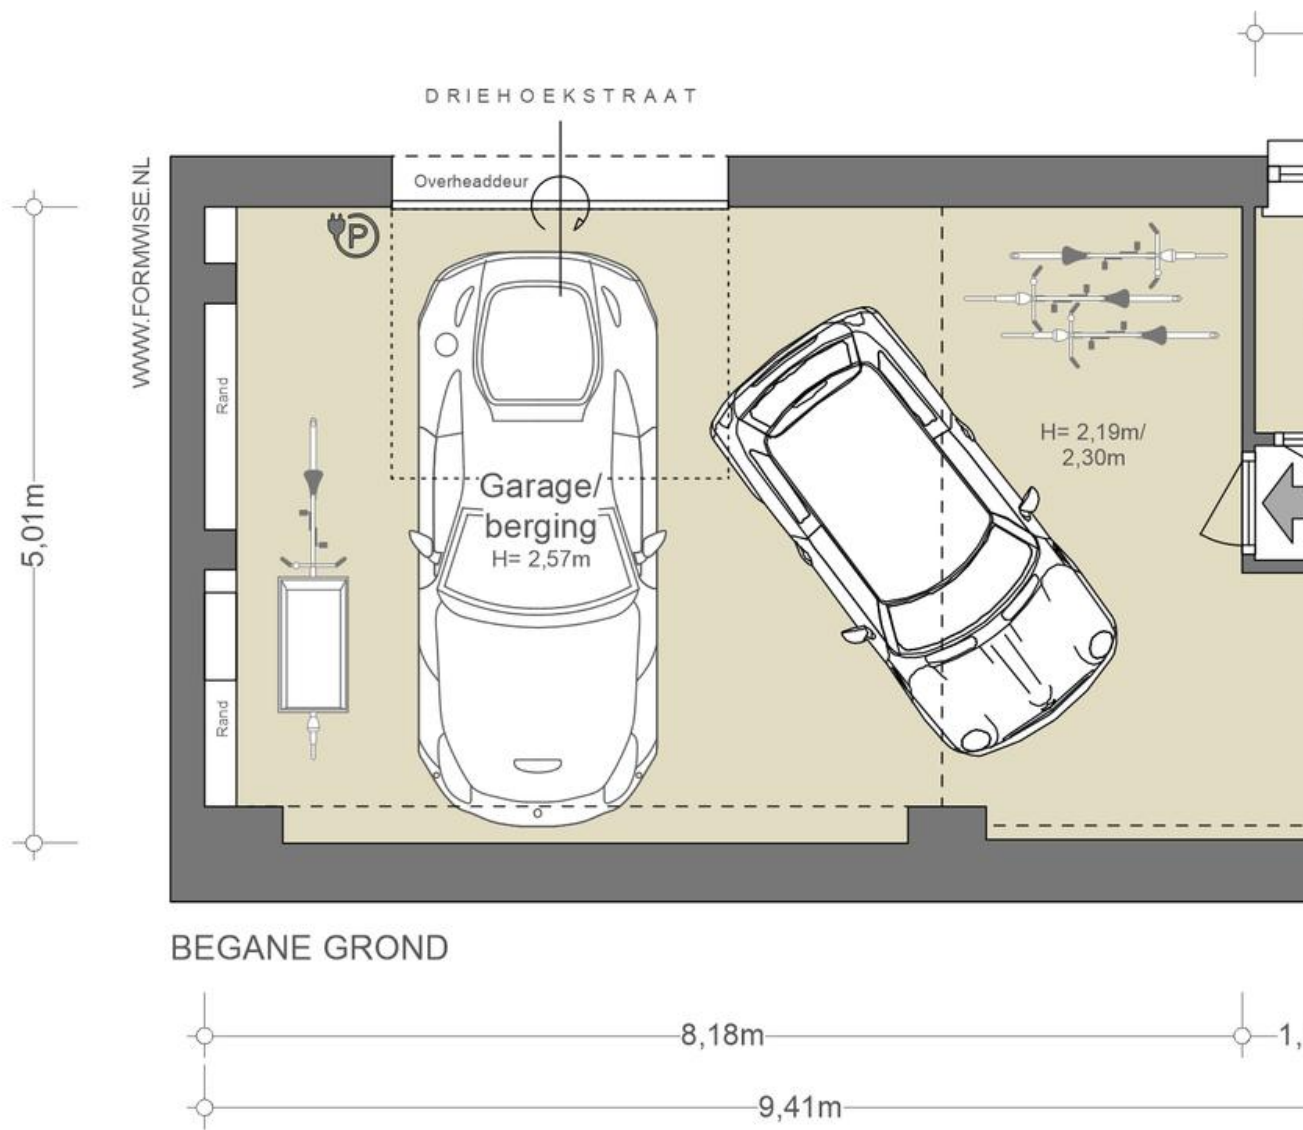 DRIEHOEKSTRAAT
WWW.FORMWISE.NL
Overheaddeur
P
Rand
5,01m
H= 2,19m/
2,30m
Garage/
berging
H= 2,57m
Rand
BEGANE GROND
8,18m
1,
9,41m